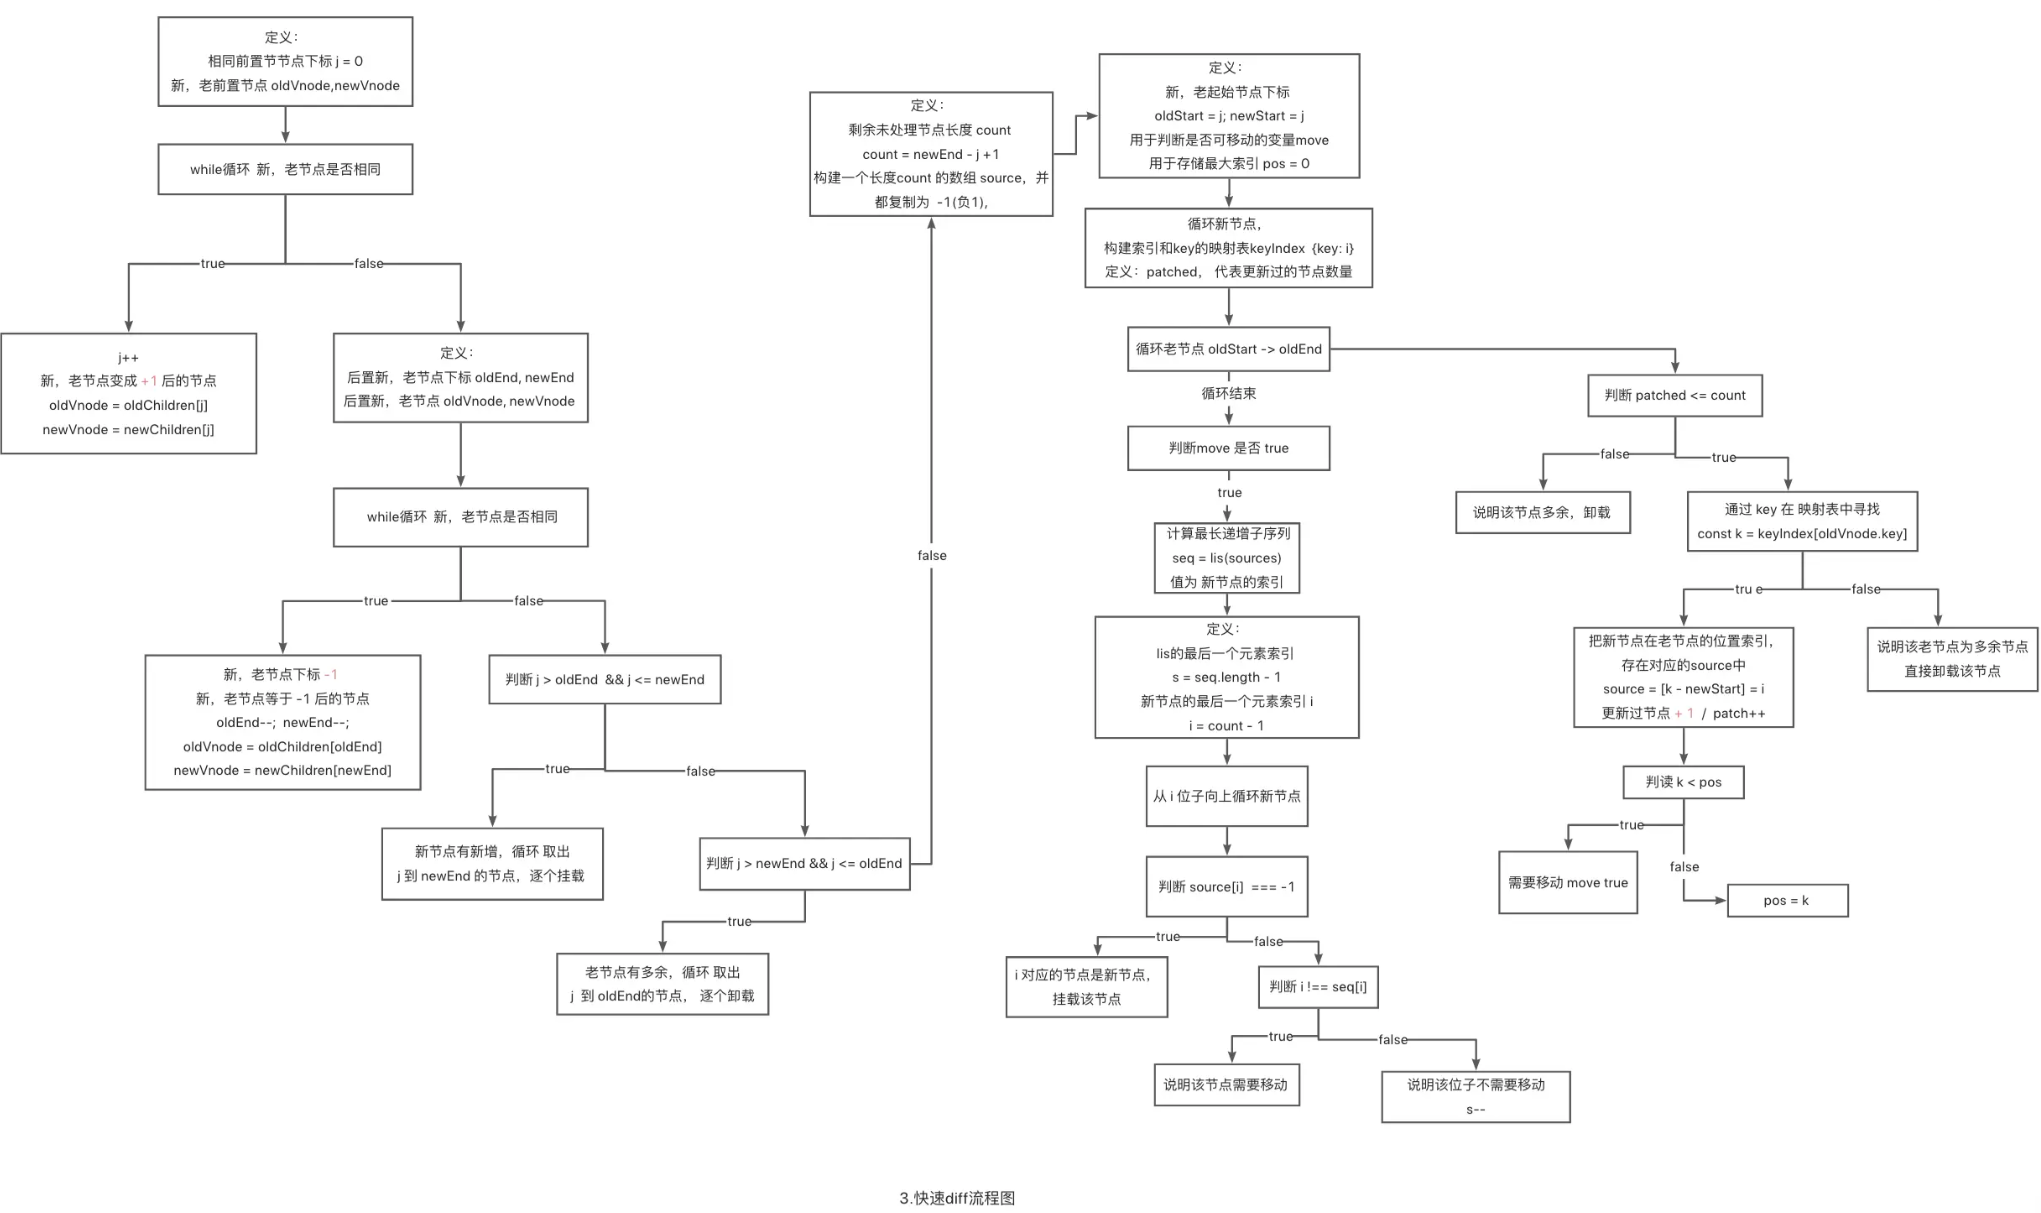 定义：
相同前置节节点下标 j = 0
新，老前置节点 oldVnode,newVnode
while循环 新，老节点是否相同
true
false
j++
新，老节点变成 +1 后的节点
oldVnode = oldChildren[j]
newVnode = newChildren[j]
定义：
后置新，老节点下标 oldEnd, newEnd
后置新，老节点 oldVnode, newVnode
while循环 新，老节点是否相同
true
false
新，老节点下标 -1
新，老节点等于 -1 后的节点
oldEnd--; newEnd--;
oldVnode = oldChildren[oldEnd]
newVnode = newChildren[newEnd]
判断 j > oldEnd && j <= newEnd
true
false
新节点有新增，循环 取出
j 到 newEnd 的节点，逐个挂载
判断 j > newEnd && j <= oldEnd
true
老节点有多余，循环 取出
j 到 oldEnd的节点， 逐个卸载
false
定义：
剩余未处理节点长度 count
count = newEnd - j +1
构建一个长度count 的数组 source，并
都复制为 -1(负1),
定义：
新，老起始节点下标
oldStart = j; newStart = j
用于判断是否可移动的变量move
用于存储最大索引 pos = 0
循环新节点，
构建索引和key的映射表keyIndex {key: i}
定义：patched， 代表更新过的节点数量
循环老节点 oldStart -> oldEnd
循环结束
判断move 是否 true
true
计算最长递增子序列
seq = lis(sources)
值为 新节点的索引
定义：
lis的最后一个元素索引
s = seq.length - 1
新节点的最后一个元素索引 i
i = count - 1
从 i 位子向上循环新节点
判断 source[i] === -1
true
false
i 对应的节点是新节点，
挂载该节点
判断 i !== seq[i]
true
false
说明该节点需要移动
说明该位子不需要移动
s--
判断 patched <= count
false
true
说明该节点多余，卸载
通过 key 在 映射表中寻找
const k = keyIndex[oldVnode.key]
tru e
false
把新节点在老节点的位置索引，
存在对应的source中
source = [k - newStart] = i
更新过节点 + 1 / patch++
说明该老节点为多余节点
直接卸载该节点
判读 k < pos
true
false
需要移动 move true
pos = k
3.快速diff流程图